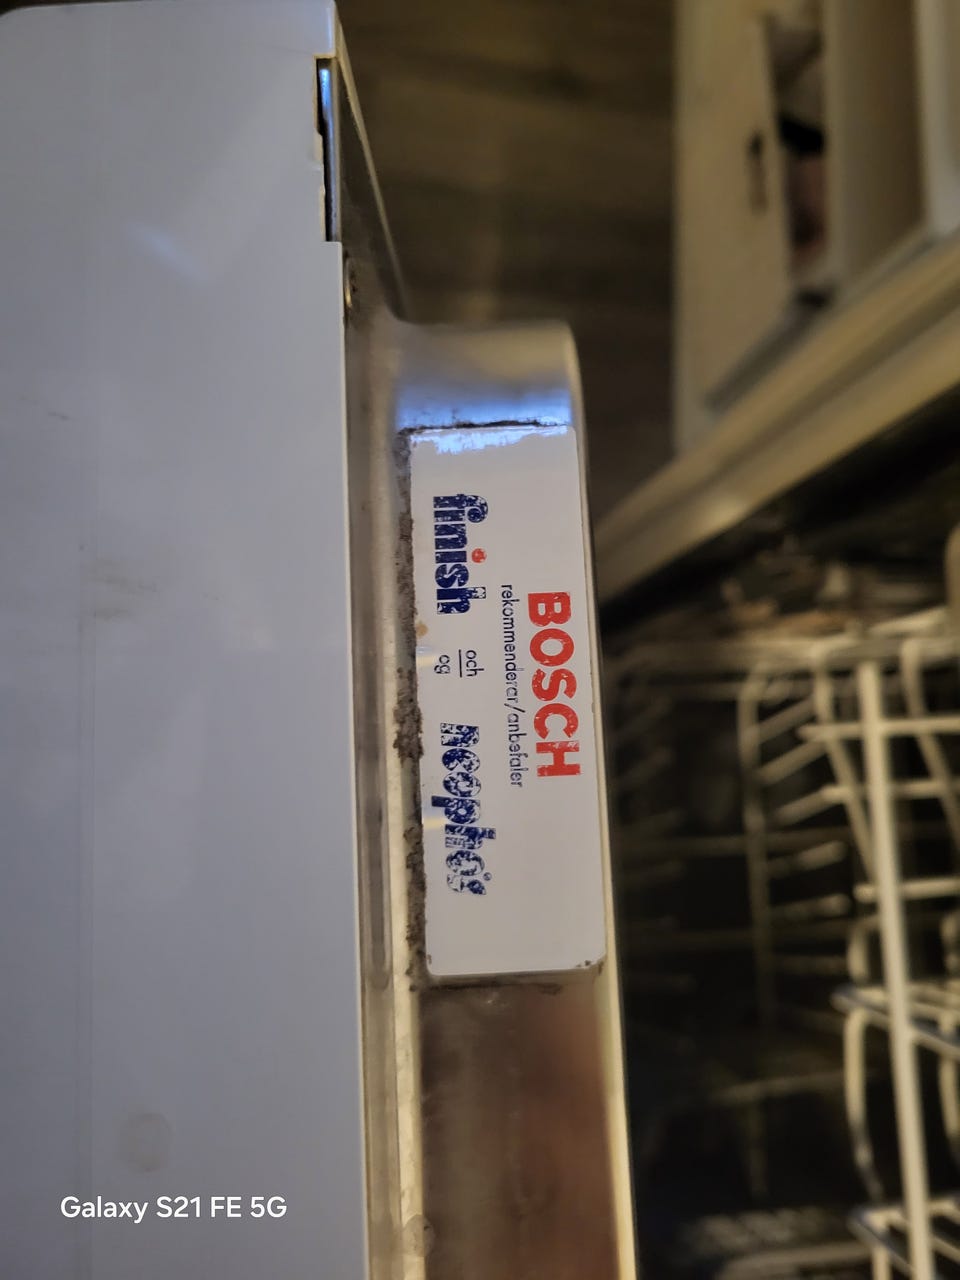 BOSCH
rekommenderar/anbefaler
finish och neophos
og
Galaxy S21 FE 5G